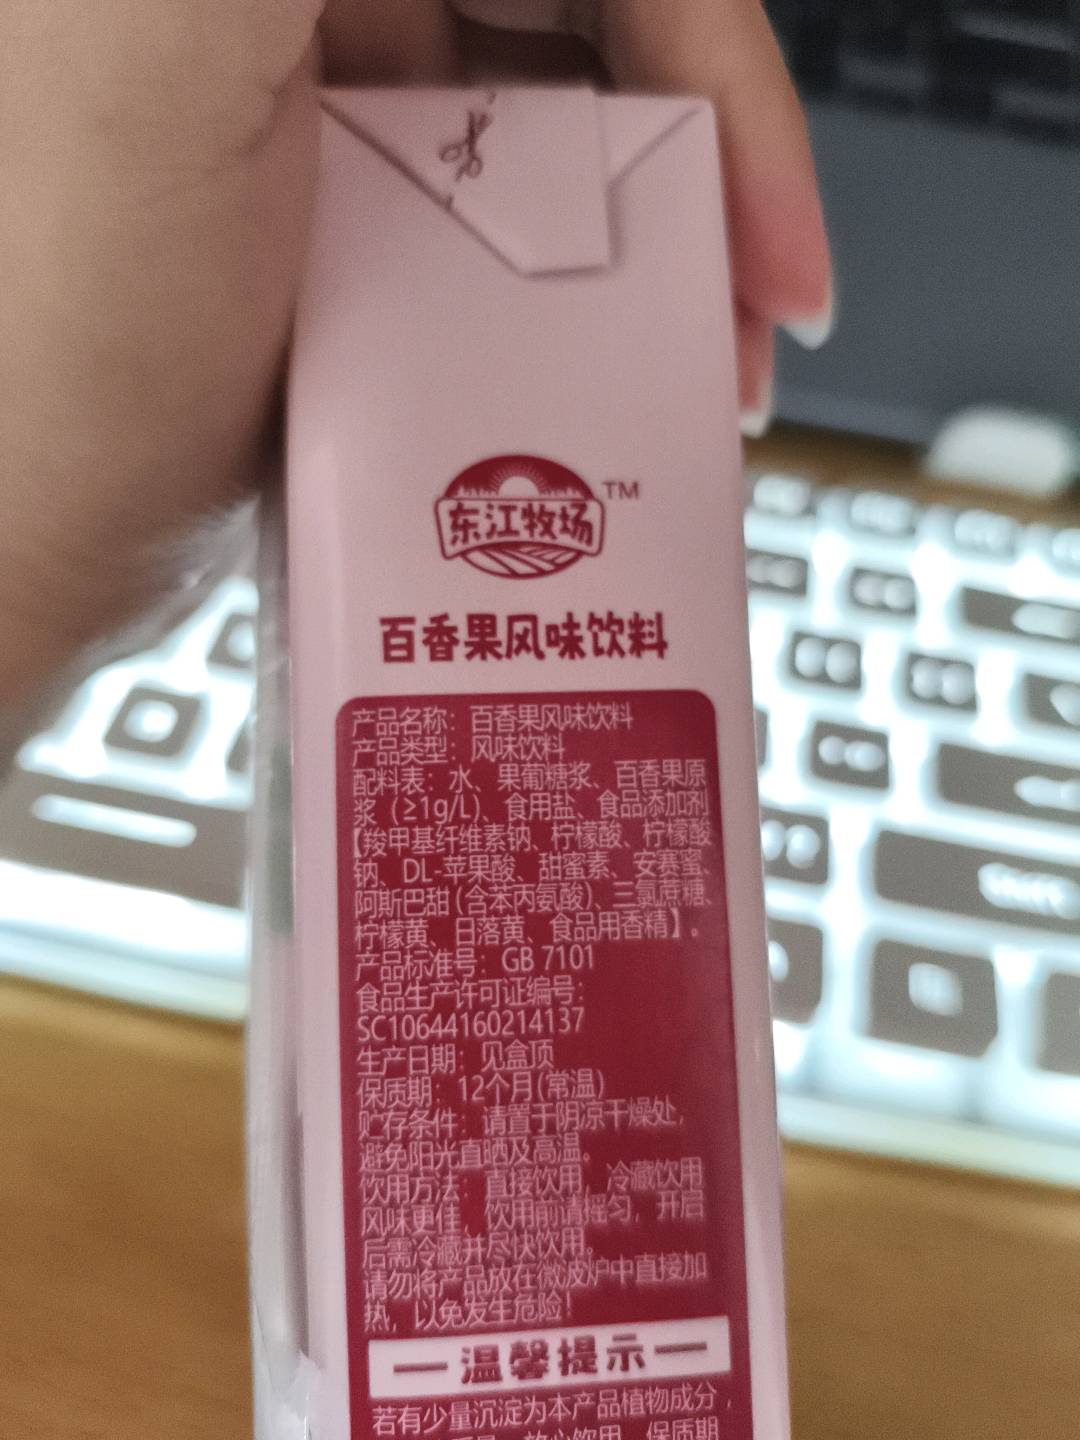 东江牧场 TM
百香果风味饮料
产品名称：百香果风味饮料
产品类型：风味饮料
配料表：水、果葡糖浆、百香果原
浆（≥1g/L）、食用盐、食品添加剂
【羧甲基纤维素钠、柠檬酸、柠檬酸
钠、DL-苹果酸、甜蜜素、安赛蜜、
阿斯巴甜（含苯丙氨酸）、三氯蔗糖、
柠檬黄、日落黄、食品用香精】。
产品标准号：GB 7101
食品生产许可证编号：
SC10644160214137
生产日期：见盒顶
保质期：12个月(常温)
贮存条件：请置于阴凉干燥处，
避免阳光直晒及高温。
饮用方法：直接饮用，冷藏饮用
风味更佳，饮用前请摇匀，开启
后需冷藏并尽快饮用。
请勿将产品放在微波炉中直接加
热，以免发生危险！
温馨提示
若有少量沉淀为本产品植物成分，
放心饮用，保质期